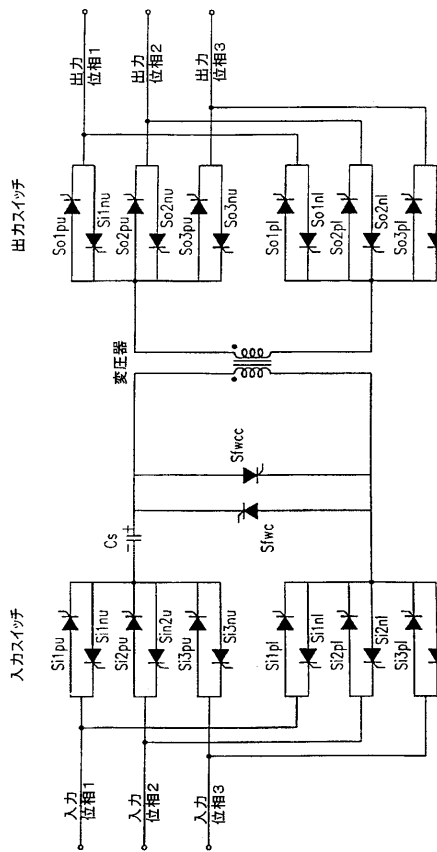 入力スイッチ
出力スイッチ
変圧器
入力
位相1
入力
位相2
入力
位相3
Si1pu
Si1nu
Si2pu
Sin2u
Si3pu
Si3nu
Si1pl
Si1nl
Si2pl
Si2nl
Si3pl
Cs
- +
Sfwc
Sfwcc
So1pu
Si1nu
So2pu
So2nu
So3pu
So3nu
So1pl
So1nl
So2pl
So2nl
So3pl
出力
位相1
出力
位相2
出力
位相3